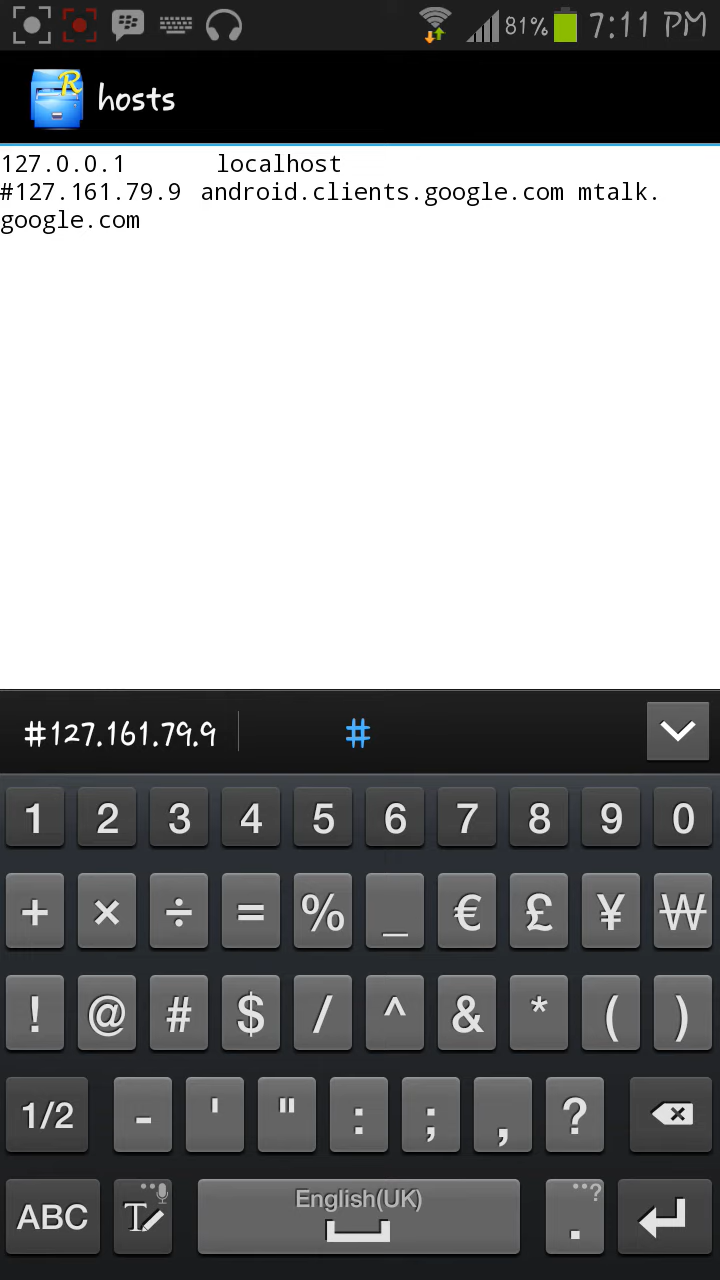 81% 7:11 PM
R hosts
127.0.0.1 localhost
#127.161.79.9 android.clients.google.com mtalk.
google.com
#127.161.79.9 #
1 2 3 4 5 6 7 8 9 0
+ × ÷ = % _ € £ ¥ ₩
! @ # $ / ^ & * ( )
1/2 - ' " : ; , ?
ABC T English(UK) . ?